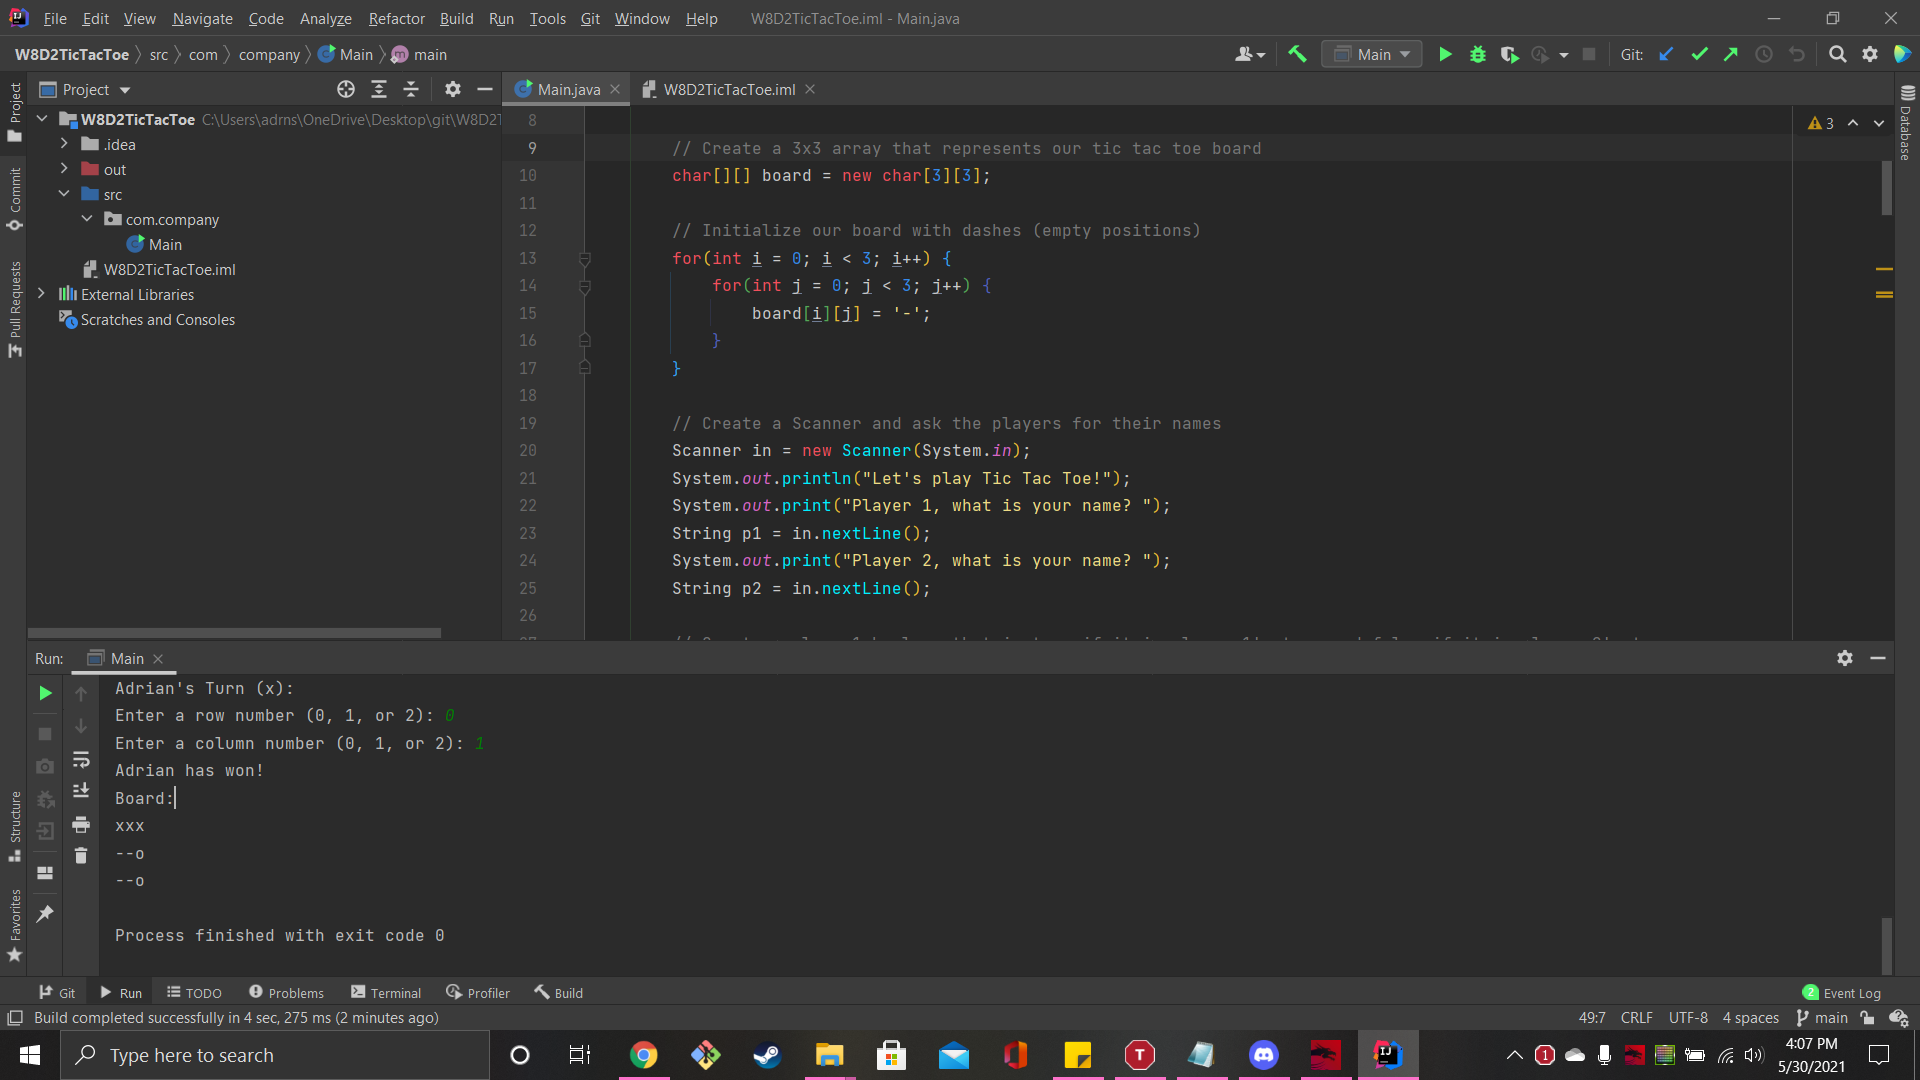 File Edit View Navigate Code Analyze Refactor Build Run Tools Git Window Help W8D2TicTacToe.iml - Main.java
W8D2TicTacToe src com company Main main
Main Git:
Project
Main.java W8D2TicTacToe.iml
W8D2TicTacToe C:\Users\adrns\OneDrive\Desktop\git\W8D2T
.idea
out
src
com.company
Main
W8D2TicTacToe.iml
External Libraries
Scratches and Consoles
Project
Commit
Pull Requests
Structure
Favorites
Database
3
8
9 // Create a 3x3 array that represents our tic tac toe board
10 char[][] board = new char[3][3];
11
12 // Initialize our board with dashes (empty positions)
13 for(int i = 0; i < 3; i++) {
14 for(int j = 0; j < 3; j++) {
15 board[i][j] = '-';
16 }
17 }
18
19 // Create a Scanner and ask the players for their names
20 Scanner in = new Scanner(System.in);
21 System.out.println("Let's play Tic Tac Toe!");
22 System.out.print("Player 1, what is your name? ");
23 String p1 = in.nextLine();
24 System.out.print("Player 2, what is your name? ");
25 String p2 = in.nextLine();
26
Run: Main
Adrian's Turn (x):
Enter a row number (0, 1, or 2): 0
Enter a column number (0, 1, or 2): 1
Adrian has won!
Board:
xxx
--o
--o
Process finished with exit code 0
Git Run TODO Problems Terminal Profiler Build
2 Event Log
Build completed successfully in 4 sec, 275 ms (2 minutes ago)
49:7 CRLF UTF-8 4 spaces main
Type here to search
4:07 PM
5/30/2021